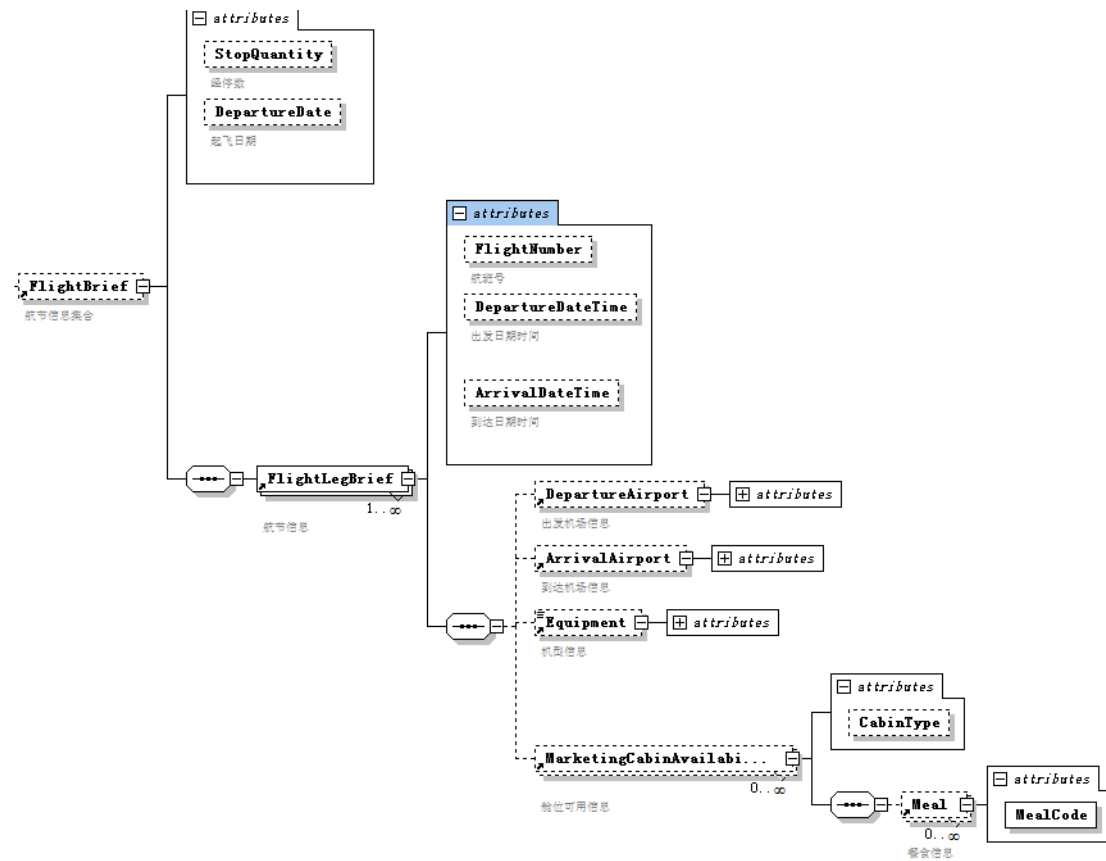 attributes
StopQuantity
经停数
DepartureDate
起飞日期
FlightBrief
航节信息集合
attributes
FlightNumber
航班号
DepartureDateTime
出发日期时间
ArrivalDateTime
到达日期时间
FlightLegBrief
1..∞
航节信息
DepartureAirport
attributes
出发机场信息
ArrivalAirport
attributes
到达机场信息
Equipment
attributes
机型信息
MarketingCabinAvailabi...
0..∞
舱位可用信息
attributes
CabinType
Meal
0..∞
餐食信息
attributes
MealCode